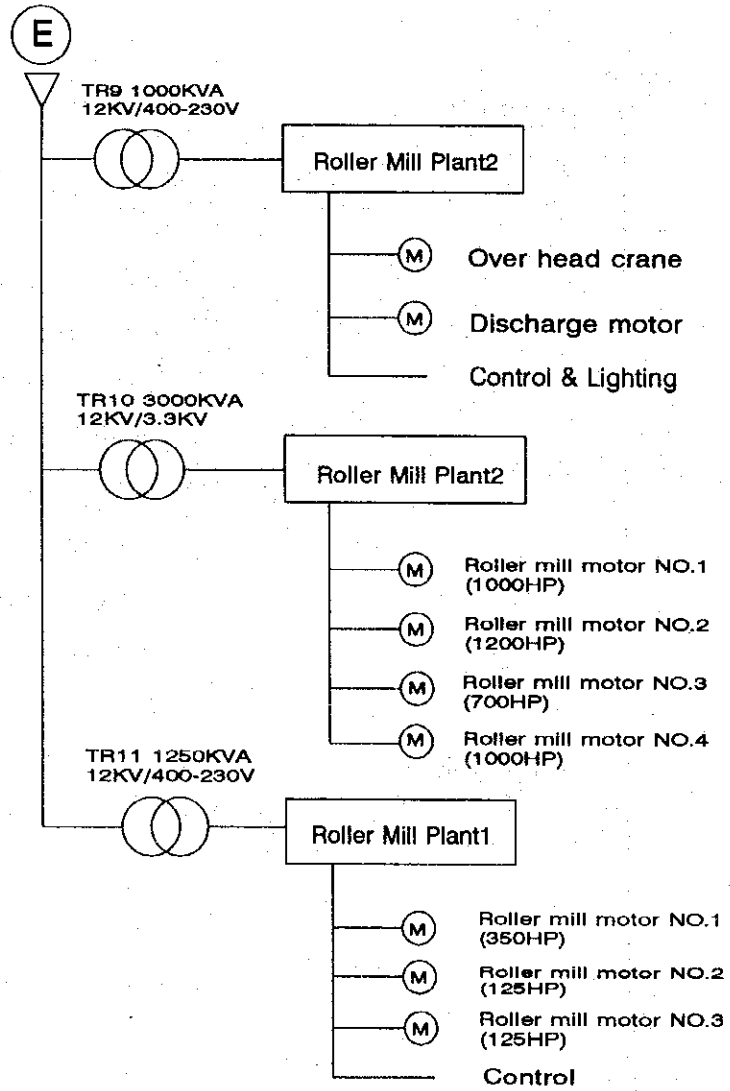 E
TR9 1000KVA
12KV/400-230V
Roller Mill Plant2
M
Over head crane
M
Discharge motor
Control & Lighting
TR10 3000KVA
12KV/3.3KV
Roller Mill Plant2
M
Roller mill motor NO.1
(1000HP)
M
Roller mill motor NO.2
(1200HP)
M
Roller mill motor NO.3
(700HP)
M
Roller mill motor NO.4
(1000HP)
TR11 1250KVA
12KV/400-230V
Roller Mill Plant1
M
Roller mill motor NO.1
(350HP)
M
Roller mill motor NO.2
(125HP)
M
Roller mill motor NO.3
(125HP)
Control